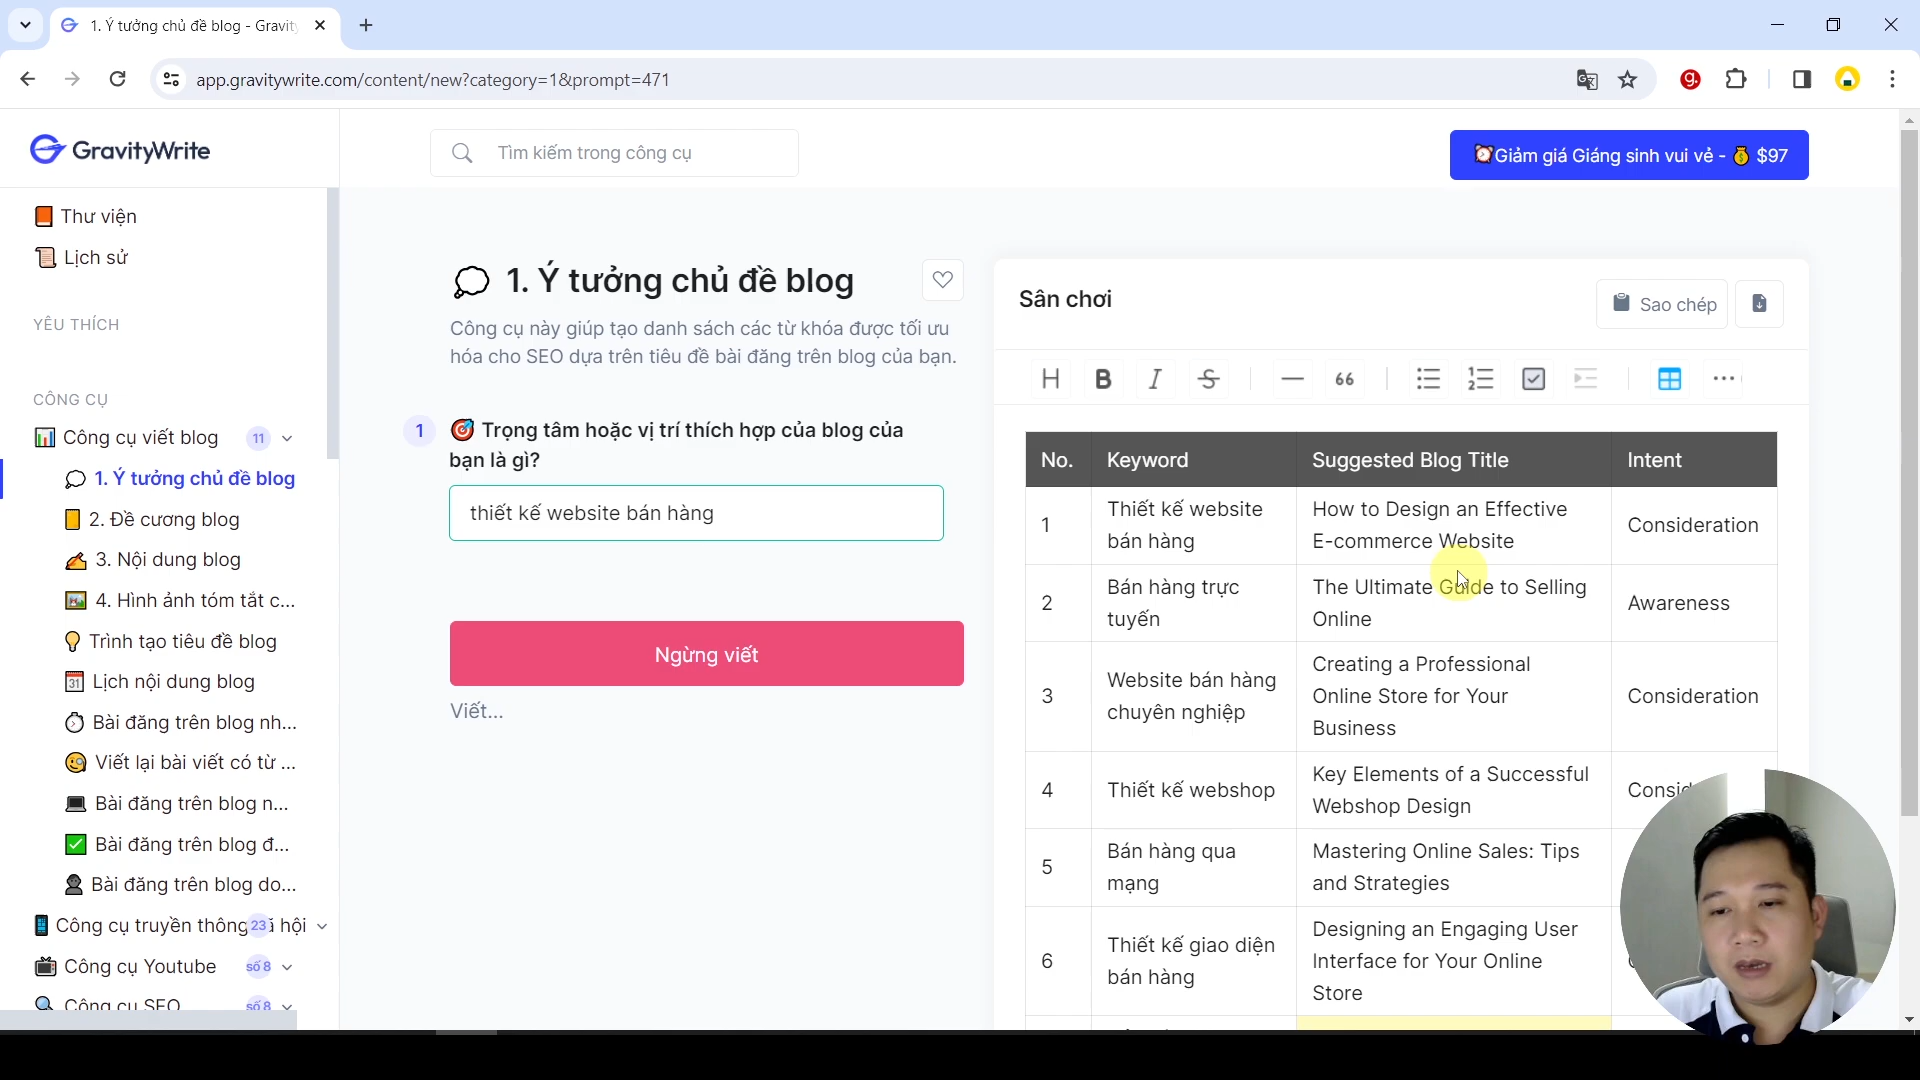 1. Ý tưởng chủ đề blog - Gravit
app.gravitywrite.com/content/new?category=1&prompt=471
GravityWrite
Tìm kiếm trong công cụ
Giảm giá Giáng sinh vui vẻ - $97
Thư viện
Lịch sử
YÊU THÍCH
CÔNG CỤ
Công cụ viết blog 11
1. Ý tưởng chủ đề blog
2. Đề cương blog
3. Nội dung blog
4. Hình ảnh tóm tắt c...
Trình tạo tiêu đề blog
31 Lịch nội dung blog
Bài đăng trên blog nh...
Viết lại bài viết có từ ...
Bài đăng trên blog n...
Bài đăng trên blog đ...
Bài đăng trên blog do...
Công cụ truyền thông 23 hội
Công cụ Youtube số 8
Công cụ SEO số 8
1. Ý tưởng chủ đề blog
Công cụ này giúp tạo danh sách các từ khóa được tối ưu
hóa cho SEO dựa trên tiêu đề bài đăng trên blog của bạn.
1 Trọng tâm hoặc vị trí thích hợp của blog của
bạn là gì?
thiết kế website bán hàng
Ngừng viết
Viết...
Sân chơi
Sao chép
H B I S 66
No. Keyword Suggested Blog Title Intent
1 Thiết kế website How to Design an Effective Consideration
bán hàng E-commerce Website
2 Bán hàng trực The Ultimate Guide to Selling Awareness
tuyến Online
3 Website bán hàng Creating a Professional Consideration
chuyên nghiệp Online Store for Your
Business
4 Thiết kế webshop Key Elements of a Successful Consid
Webshop Design
5 Bán hàng qua Mastering Online Sales: Tips
mạng and Strategies
6 Thiết kế giao diện Designing an Engaging User
bán hàng Interface for Your Online
Store